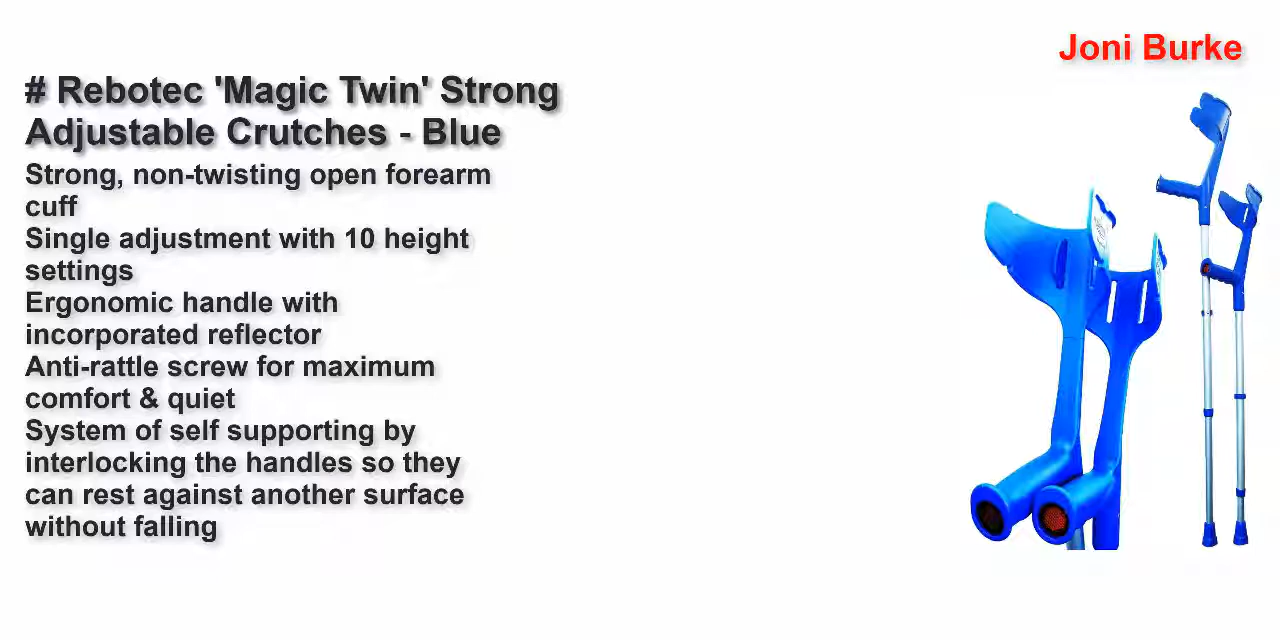 Joni Burke
# Rebotec 'Magic Twin' Strong
Adjustable Crutches - Blue
Strong, non-twisting open forearm
cuff
Single adjustment with 10 height
settings
Ergonomic handle with
incorporated reflector
Anti-rattle screw for maximum
comfort & quiet
System of self supporting by
interlocking the handles so they
can rest against another surface
without falling